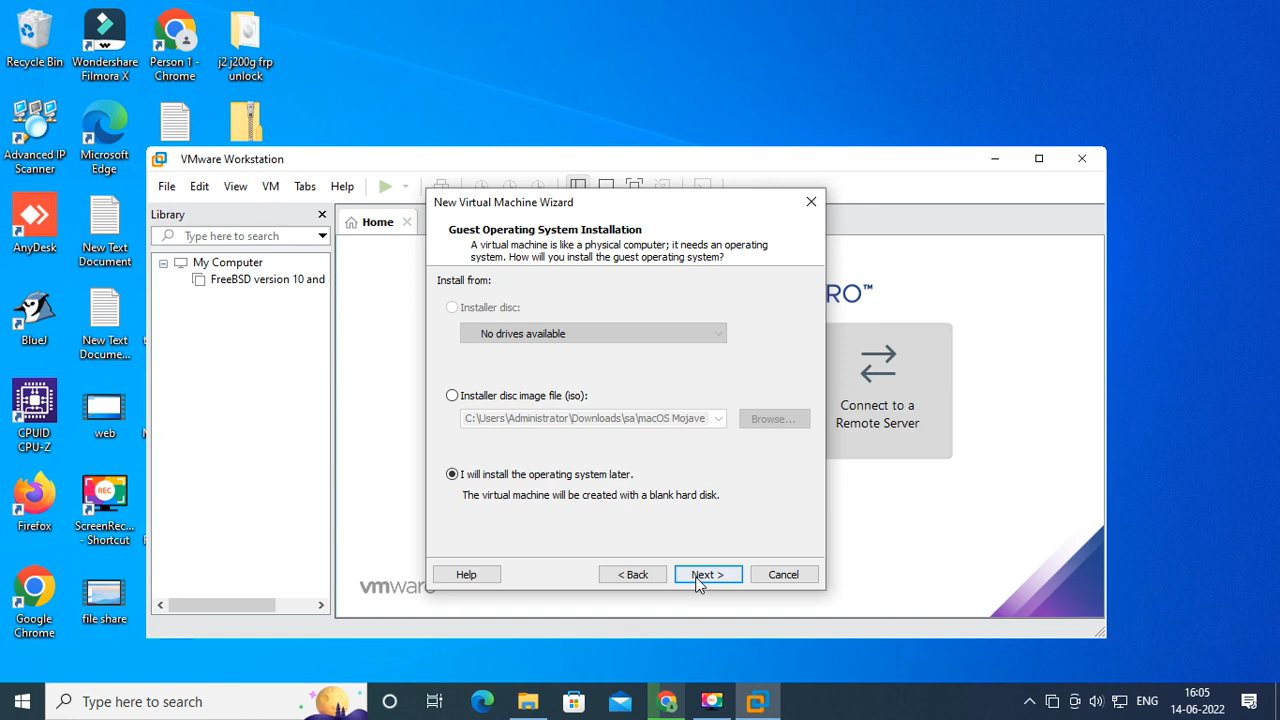 Recycle Bin
Wondershare
Filmora X
Person 1 -
Chrome
j2 j200g frp
unlock
Advanced IP
Scanner
Microsoft
Edge
AnyDesk
New Text
Document
BlueJ
New Text
Docume...
CPUID
CPU-Z
web
Firefox
ScreenRec...
- Shortcut
REC
Google
Chrome
file share
VMware Workstation
File Edit View VM Tabs Help
Library
Type here to search
My Computer
FreeBSD version 10 and
Home
RO™
Connect to a
Remote Server
vmware
New Virtual Machine Wizard
Guest Operating System Installation
A virtual machine is like a physical computer; it needs an operating
system. How will you install the guest operating system?
Install from:
Installer disc:
No drives available
Installer disc image file (iso):
C:\Users\Administrator\Downloads\sa\macOS Mojave
Browse...
I will install the operating system later.
The virtual machine will be created with a blank hard disk.
Help
< Back
Next >
Cancel
Type here to search
ENG
16:05
14-06-2022